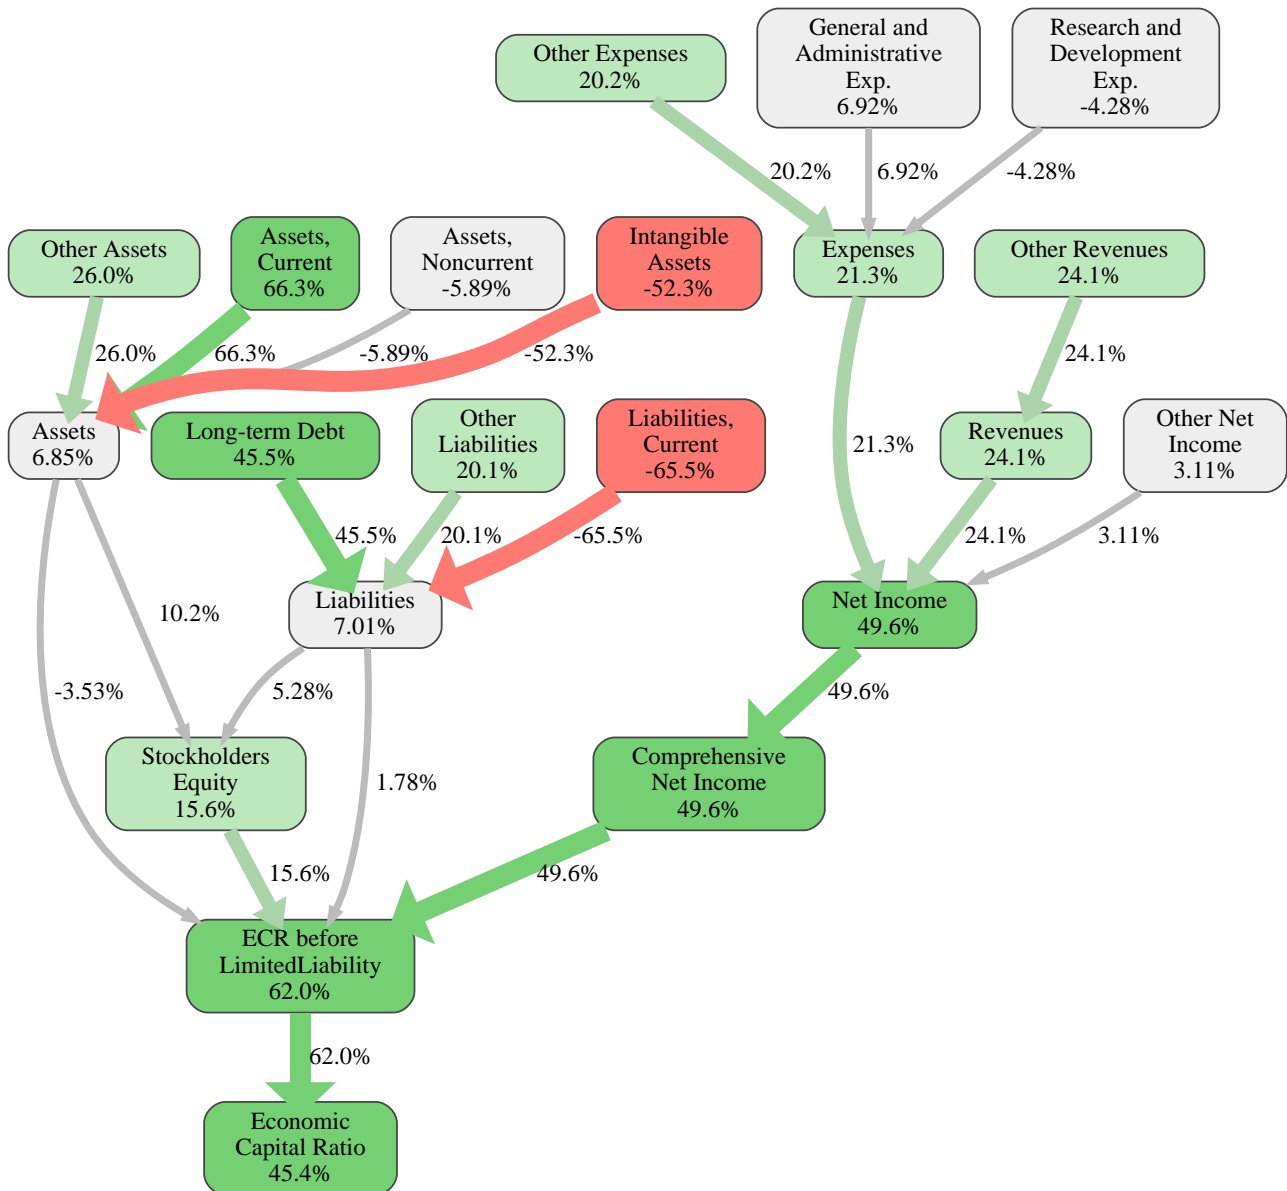 Other Expenses
20.2%
General and
Administrative
Exp.
6.92%
Research and
Development
Exp.
-4.28%
20.2%
6.92%
-4.28%
Other Assets
26.0%
Assets,
Current
66.3%
Assets,
Noncurrent
-5.89%
Intangible
Assets
-52.3%
Expenses
21.3%
Other Revenues
24.1%
26.0%
66.3%
-5.89%
-52.3%
24.1%
Assets
6.85%
Long-term Debt
45.5%
Other
Liabilities
20.1%
Liabilities,
Current
-65.5%
21.3%
Revenues
24.1%
Other Net
Income
3.11%
45.5%
20.1%
-65.5%
24.1%
3.11%
Liabilities
7.01%
Net Income
49.6%
10.2%
-3.53%
5.28%
49.6%
Stockholders
Equity
15.6%
1.78%
Comprehensive
Net Income
49.6%
15.6%
49.6%
ECR before
LimitedLiability
62.0%
62.0%
Economic
Capital Ratio
45.4%